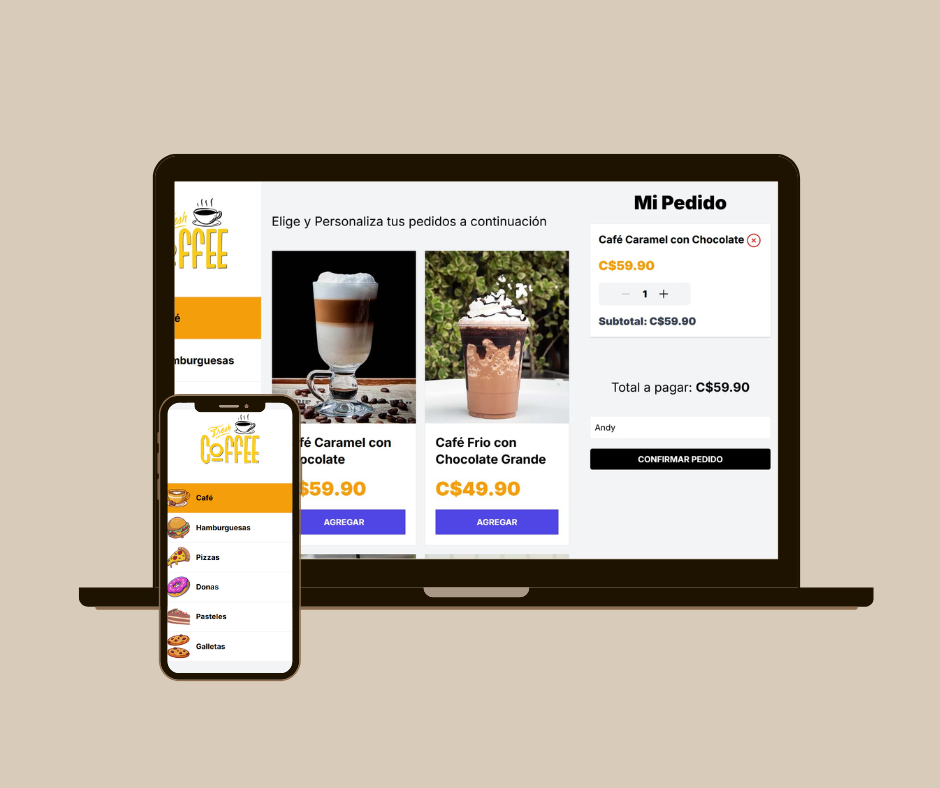 FFEE
Elige y Personaliza tus pedidos a continuación
Mi Pedido
Café Caramel con Chocolate
C$59.90
1
Subtotal: C$59.90
Total a pagar: C$59.90
Andy
CONFIRMAR PEDIDO
fé Caramel con
ocolate
$59.90
AGREGAR
Café Frio con
Chocolate Grande
C$49.90
AGREGAR
é
mburguesas
Fresh
COFFEE
Café
Hamburguesas
Pizzas
Donas
Pasteles
Galletas